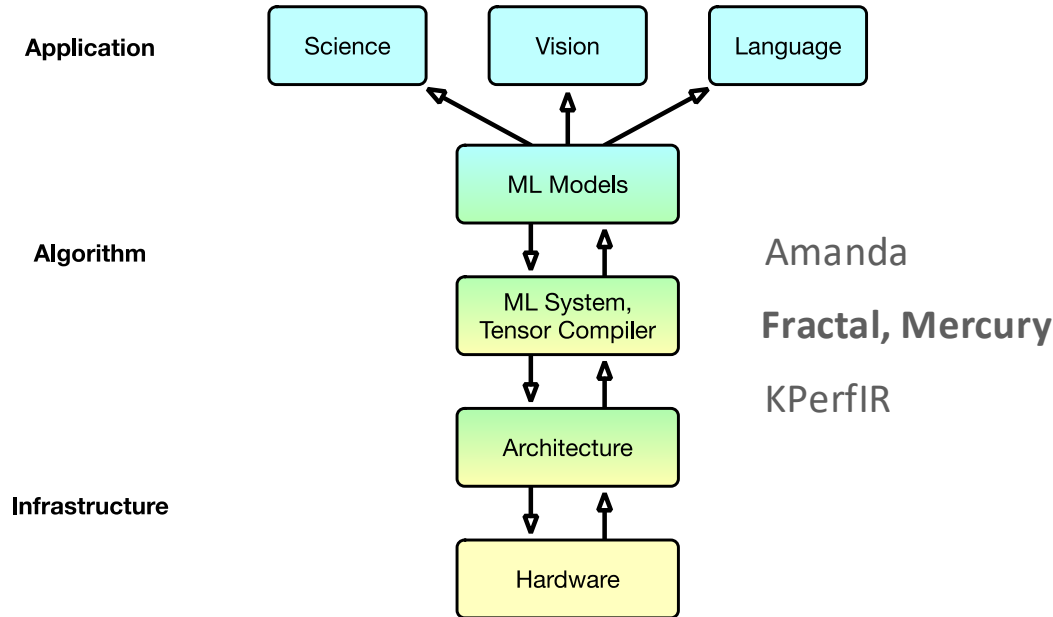 Application
Science
Vision
Language
ML Models
Algorithm
Amanda
ML System,
Tensor Compiler
Fractal, Mercury
KPerfIR
Architecture
Infrastructure
Hardware